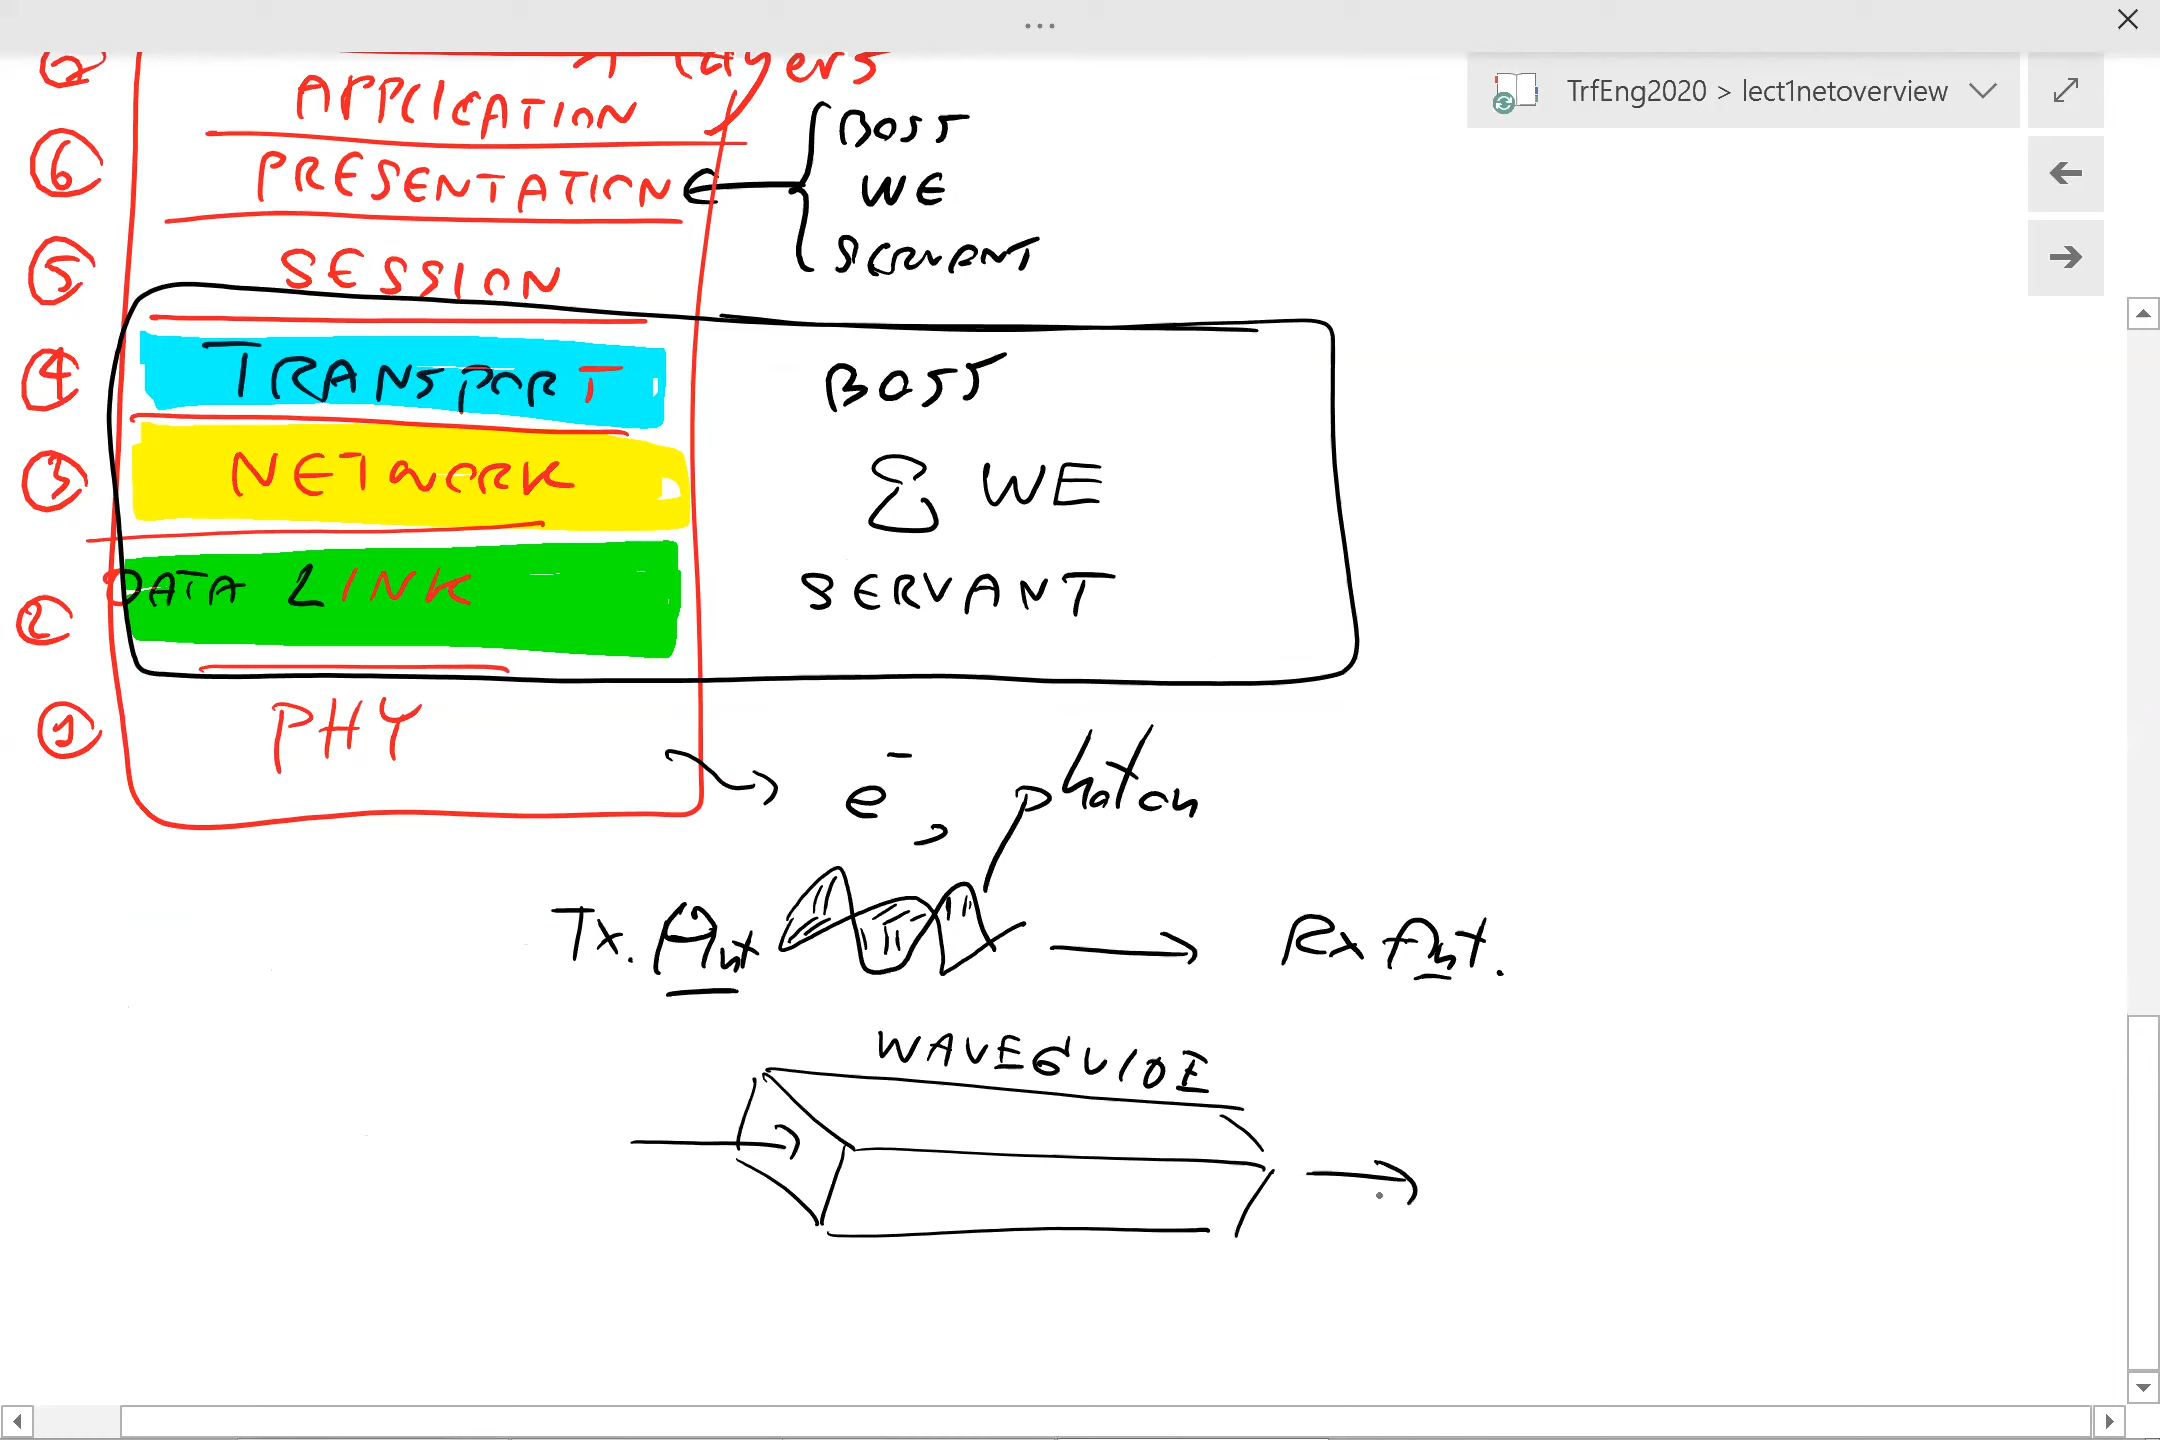 TrfEng2020 > lect1netoverview
layers
APPLICATION
BOSS
⑥ PRESENTATION
WE
⑤ SESSION
SERVANT
④ TRANSPORT BOSS
③ NETWORK WE
② DATA LINK SERVANT
① PHY
e⁻, photon
Tx. Ant → Rx Ant.
WAVEGUIDE